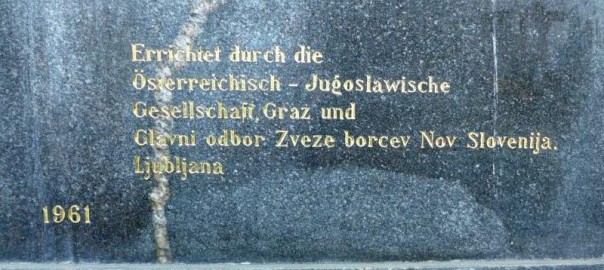 Errichtet durch die
Österreichisch - Jugoslawische
Gesellschaft, Graz und
Glavni odbor Zveze borcev Nov Slovenija.
Ljubljana
1961